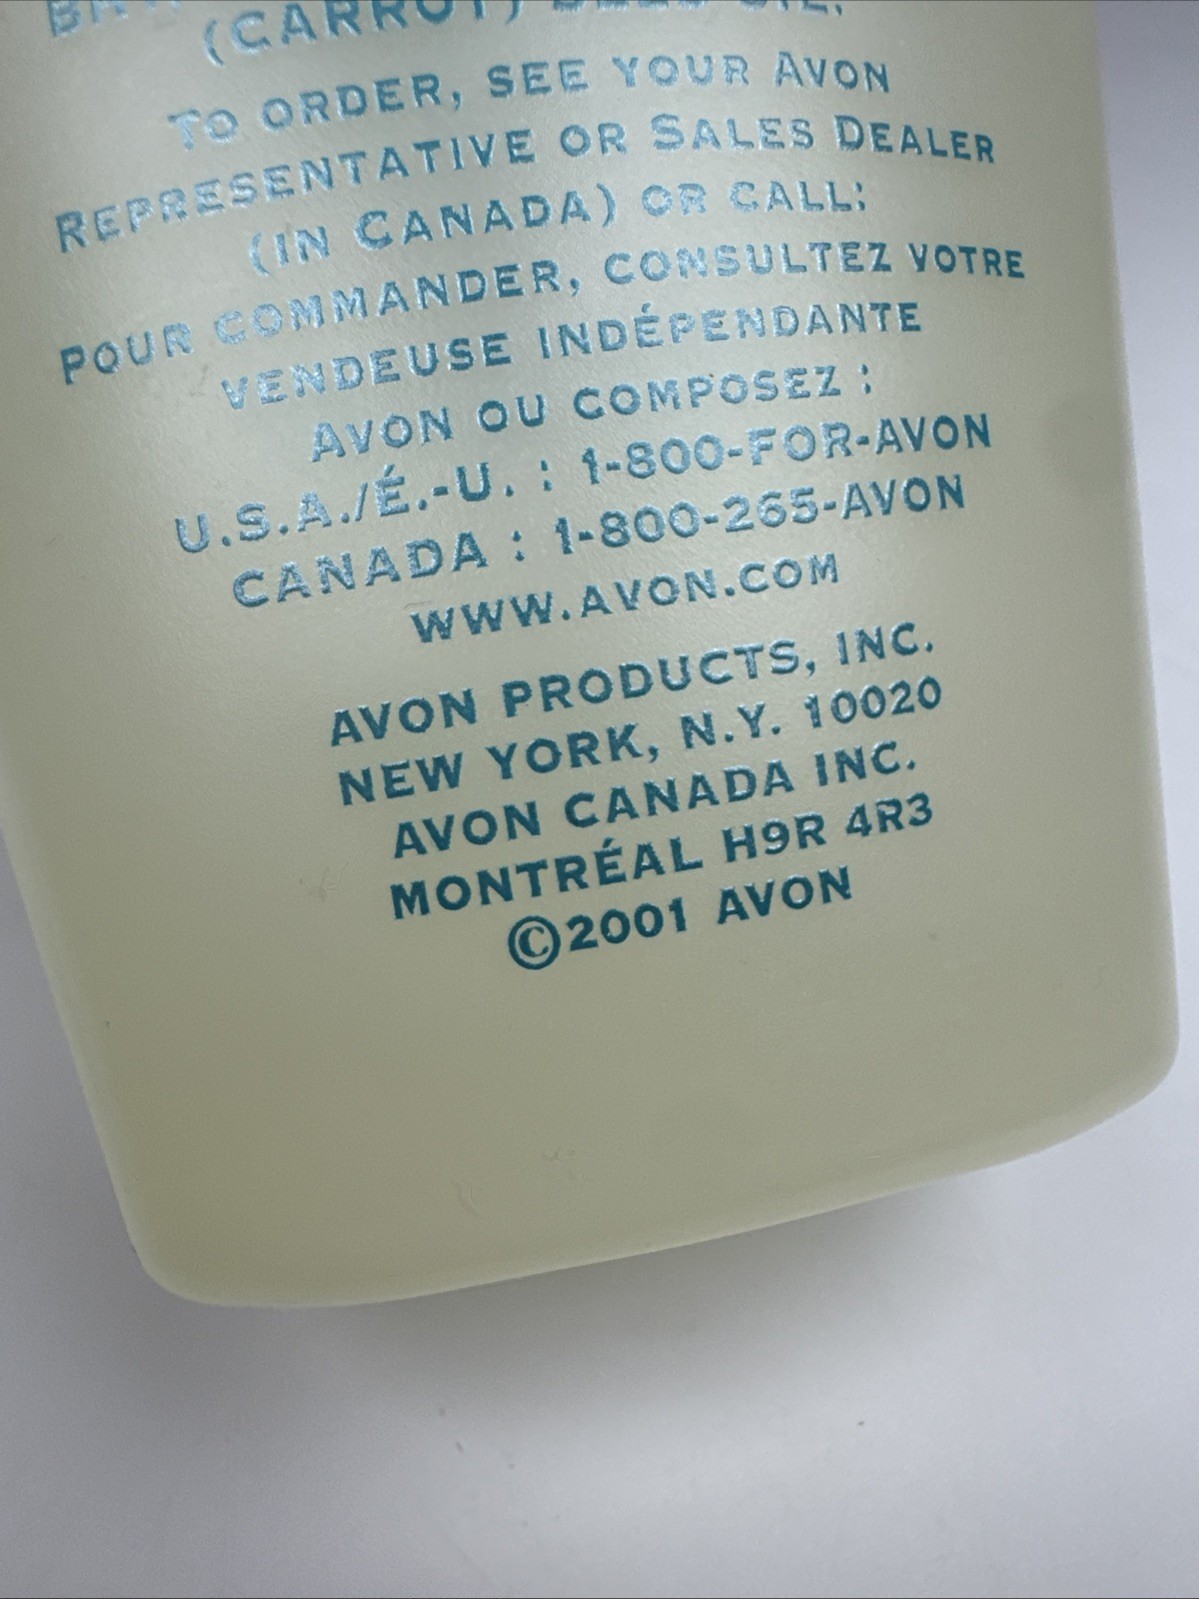 (CARROT) SEED OIL.
TO ORDER, SEE YOUR AVON
REPRESENTATIVE OR SALES DEALER
(IN CANADA) OR CALL:
POUR COMMANDER, CONSULTEZ VOTRE
VENDEUSE INDÉPENDANTE
AVON OU COMPOSEZ :
U.S.A./É.-U. : 1-800-FOR-AVON
CANADA : 1-800-265-AVON
WWW.AVON.COM
AVON PRODUCTS, INC.
NEW YORK, N.Y. 10020
AVON CANADA INC.
MONTRÉAL H9R 4R3
©2001 AVON